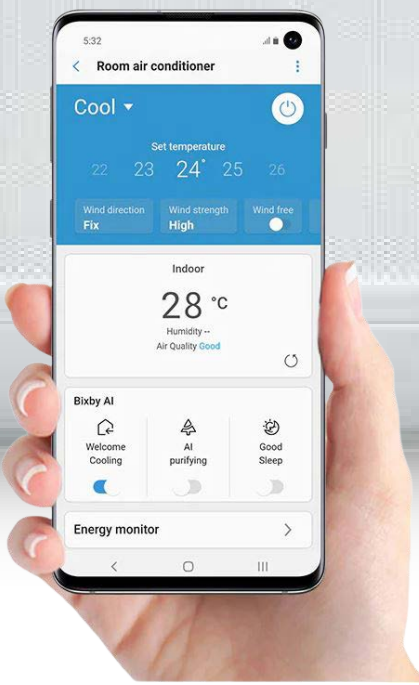 5:32
Room air conditioner
Cool
Set temperature
22 23 24° 25 26
Wind direction Wind strength Wind free
Fix High
Indoor
28 °C
Humidity --
Air Quality Good
Bixby AI
Welcome AI Good
Cooling purifying Sleep
Energy monitor